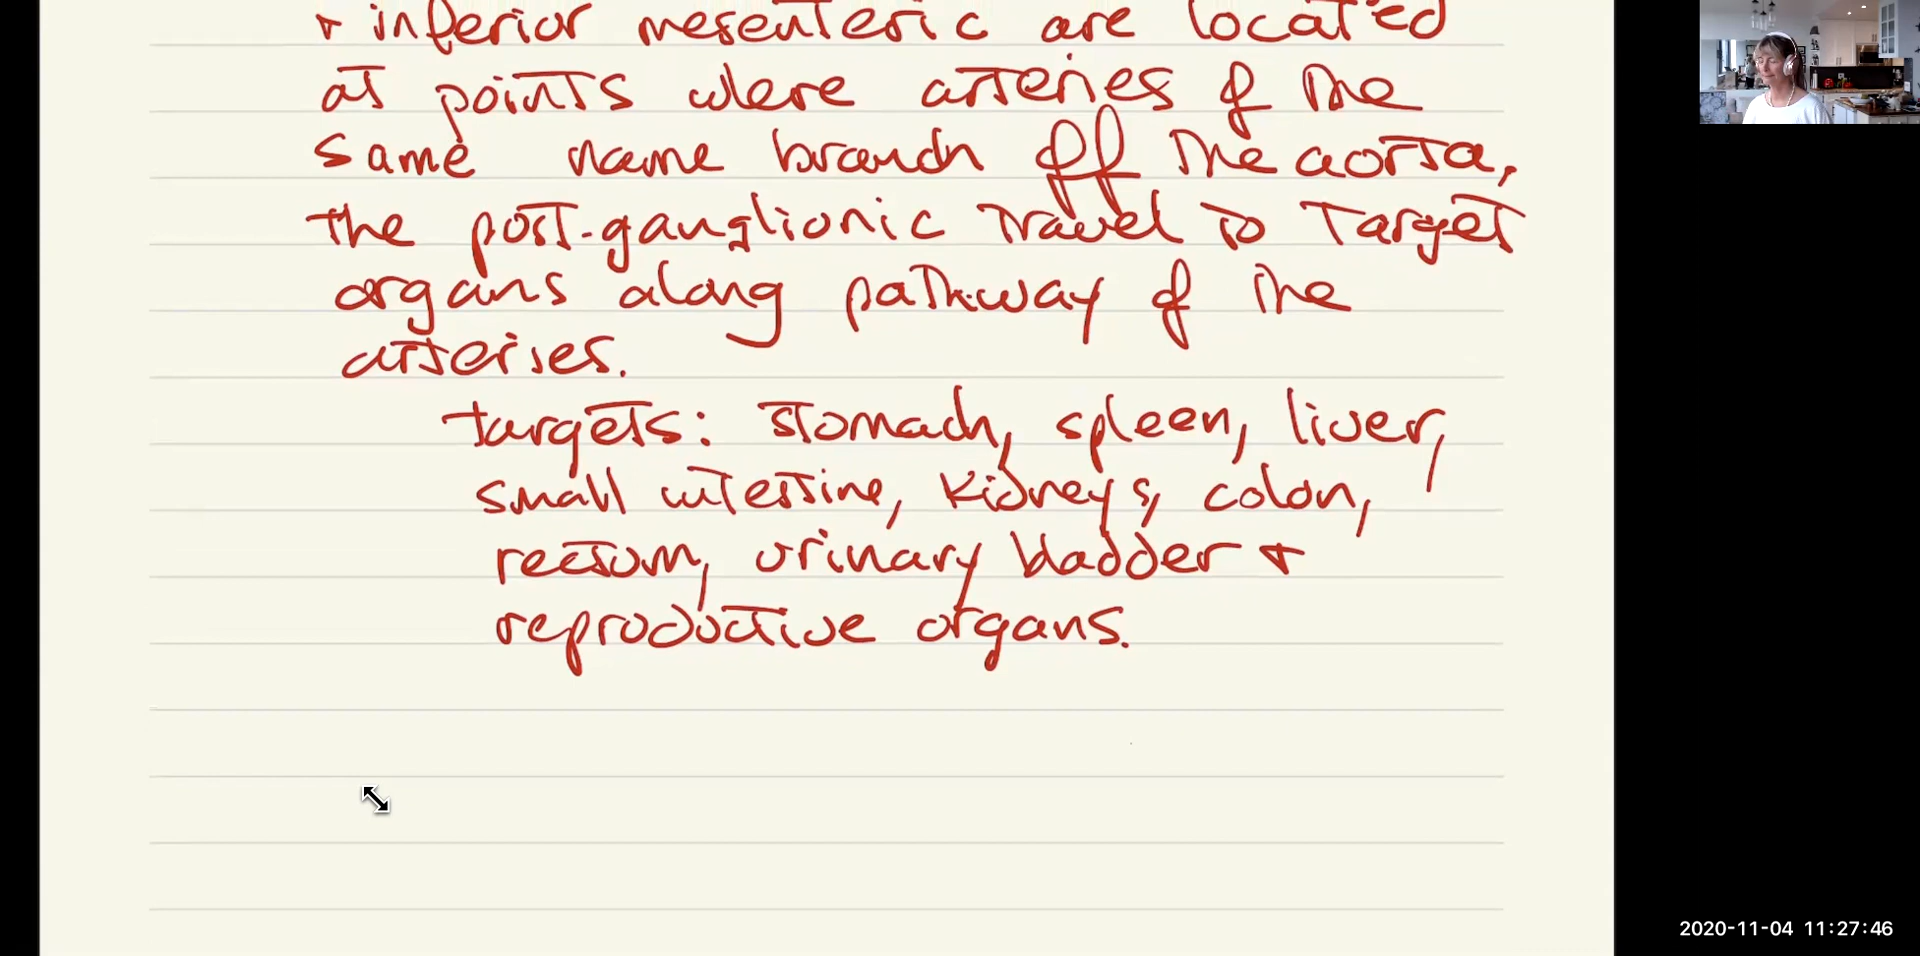 + inferior mesenteric are located
at points where arteries of the
same name branch off the aorta,
the post-ganglionic travel to target
organs along pathway of the
arteries.
targets: stomach, spleen, liver,
small intestine, kidneys, colon,
rectum, urinary bladder +
reproductive organs.
2020-11-04 11:27:46